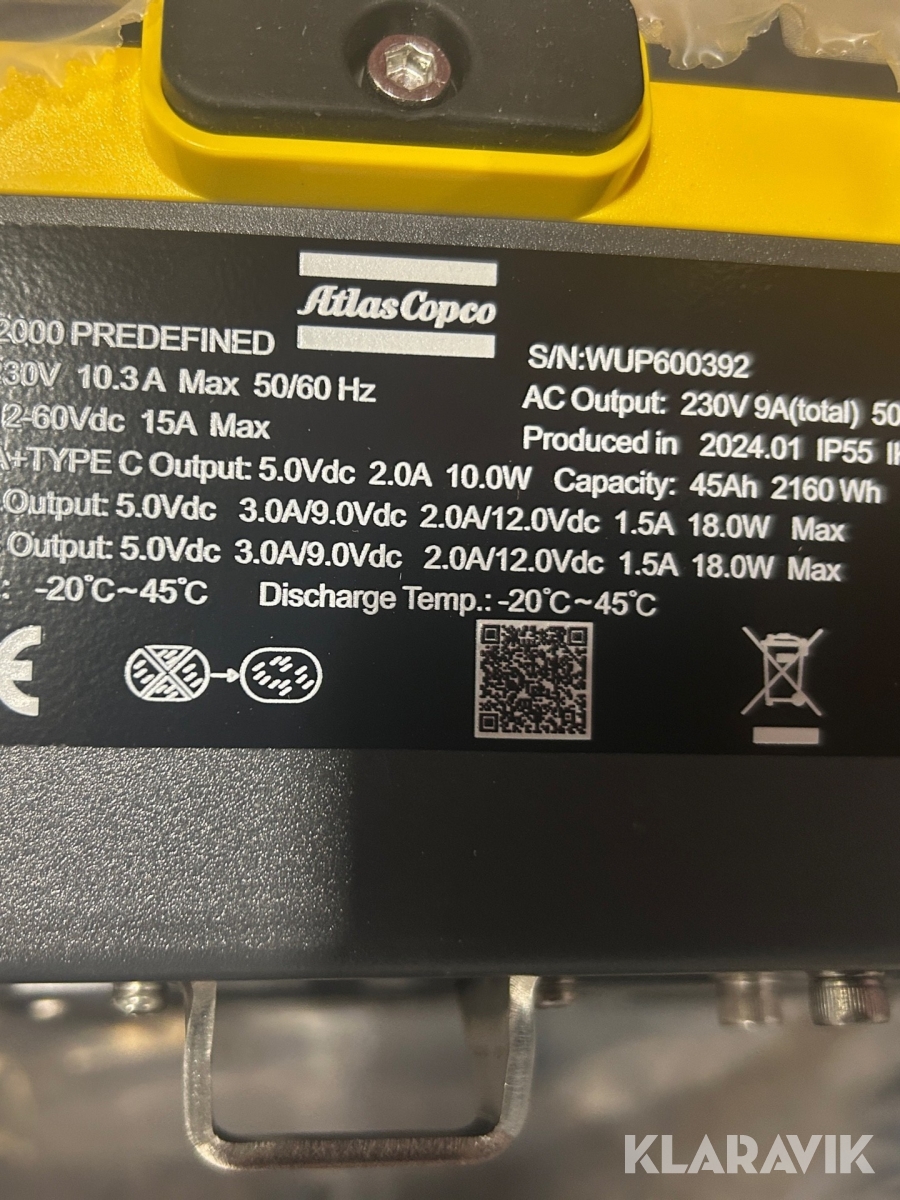 Atlas Copco
2000 PREDEFINED
S/N:WUP600392
30V 10.3A Max 50/60 Hz
AC Output: 230V 9A(total) 50
2-60Vdc 15A Max
Produced in 2024.01 IP55
A+TYPE C Output: 5.0Vdc 2.0A 10.0W Capacity: 45Ah 2160 Wh
Output: 5.0Vdc 3.0A/9.0Vdc 2.0A/12.0Vdc 1.5A 18.0W Max
Output: 5.0Vdc 3.0A/9.0Vdc 2.0A/12.0Vdc 1.5A 18.0W Max
: -20°C~45°C Discharge Temp.: -20°C~45°C
CE
KLARAVIK